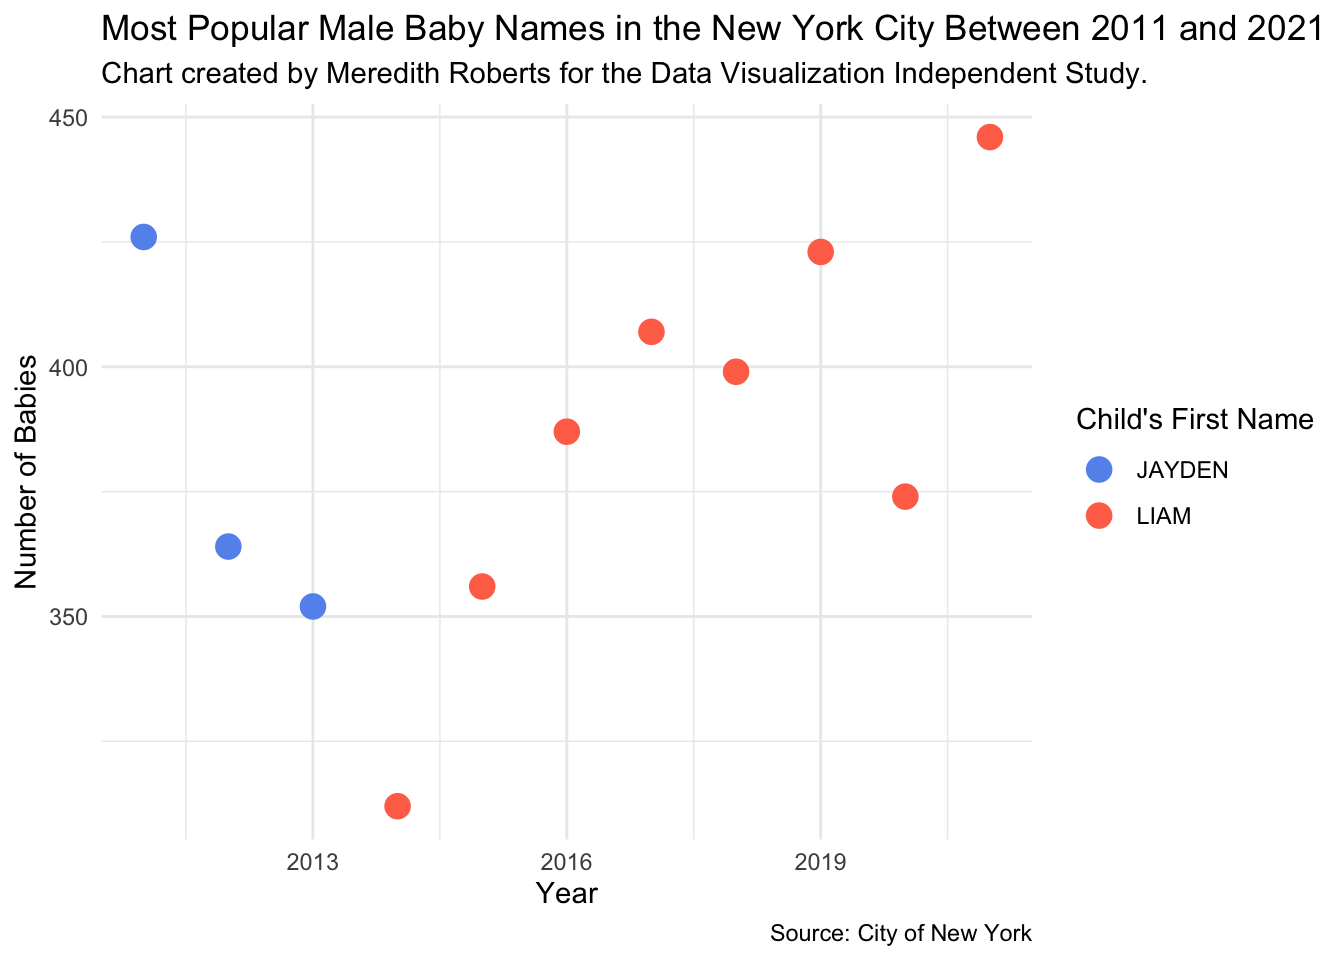 Most Popular Male Baby Names in the New York City Between 2011 and 2021
Chart created by Meredith Roberts for the Data Visualization Independent Study.
450
400
350
Number of Babies
2013 2016 2019
Year
Child's First Name
JAYDEN
LIAM
Source: City of New York